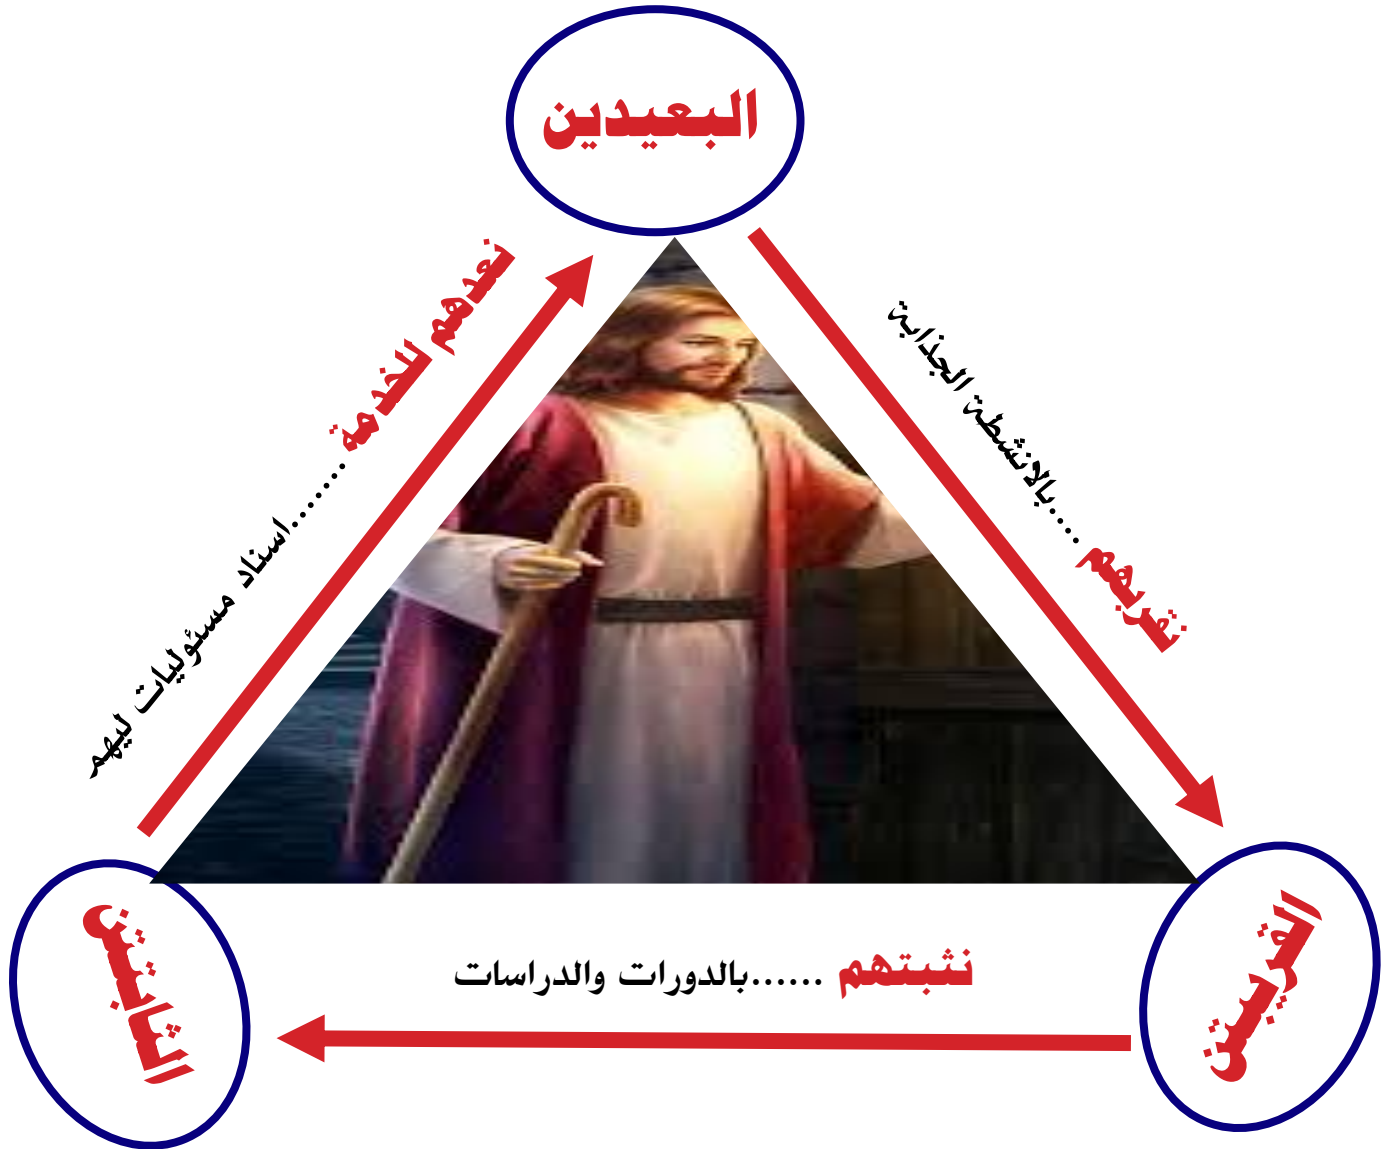 البعيدين
نقربهم ....بالانشطة الجذابة
القريبين
نثبتهم ......بالدورات والدراسات
الثابتين
نعدهم للخدمة .......اسناد مسئوليات ليهم